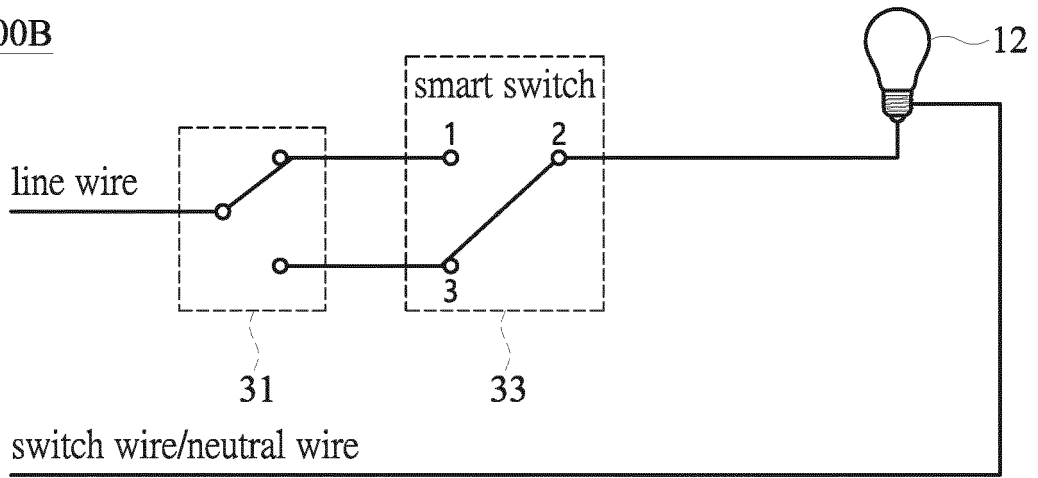 00B
12
smart switch
1
2
line wire
3
31
33
switch wire/neutral wire